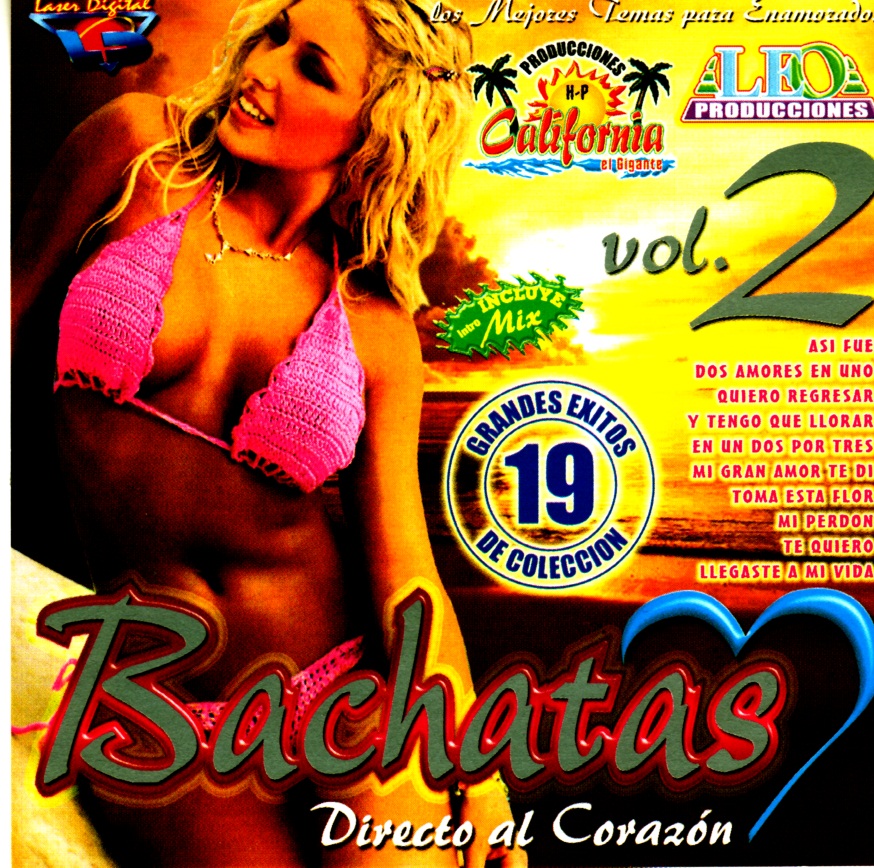 Laser Digital
los Mejores Temas para Enamorado
PRODUCCIONES
H-P
California
el Gigante
LEO
PRODUCCIONES
vol. 2
INCLUYE
Intro Mix
ASI FUE
DOS AMORES EN UNO
QUIERO REGRESAR
Y TENGO QUE LLORAR
EN UN DOS POR TRES
MI GRAN AMOR TE DI
TOMA ESTA FLOR
MI PERDON
TE QUIERO
LLEGASTE A MI VIDA
GRANDES EXITOS
19
DE COLECCION
Bachatas
Directo al Corazón